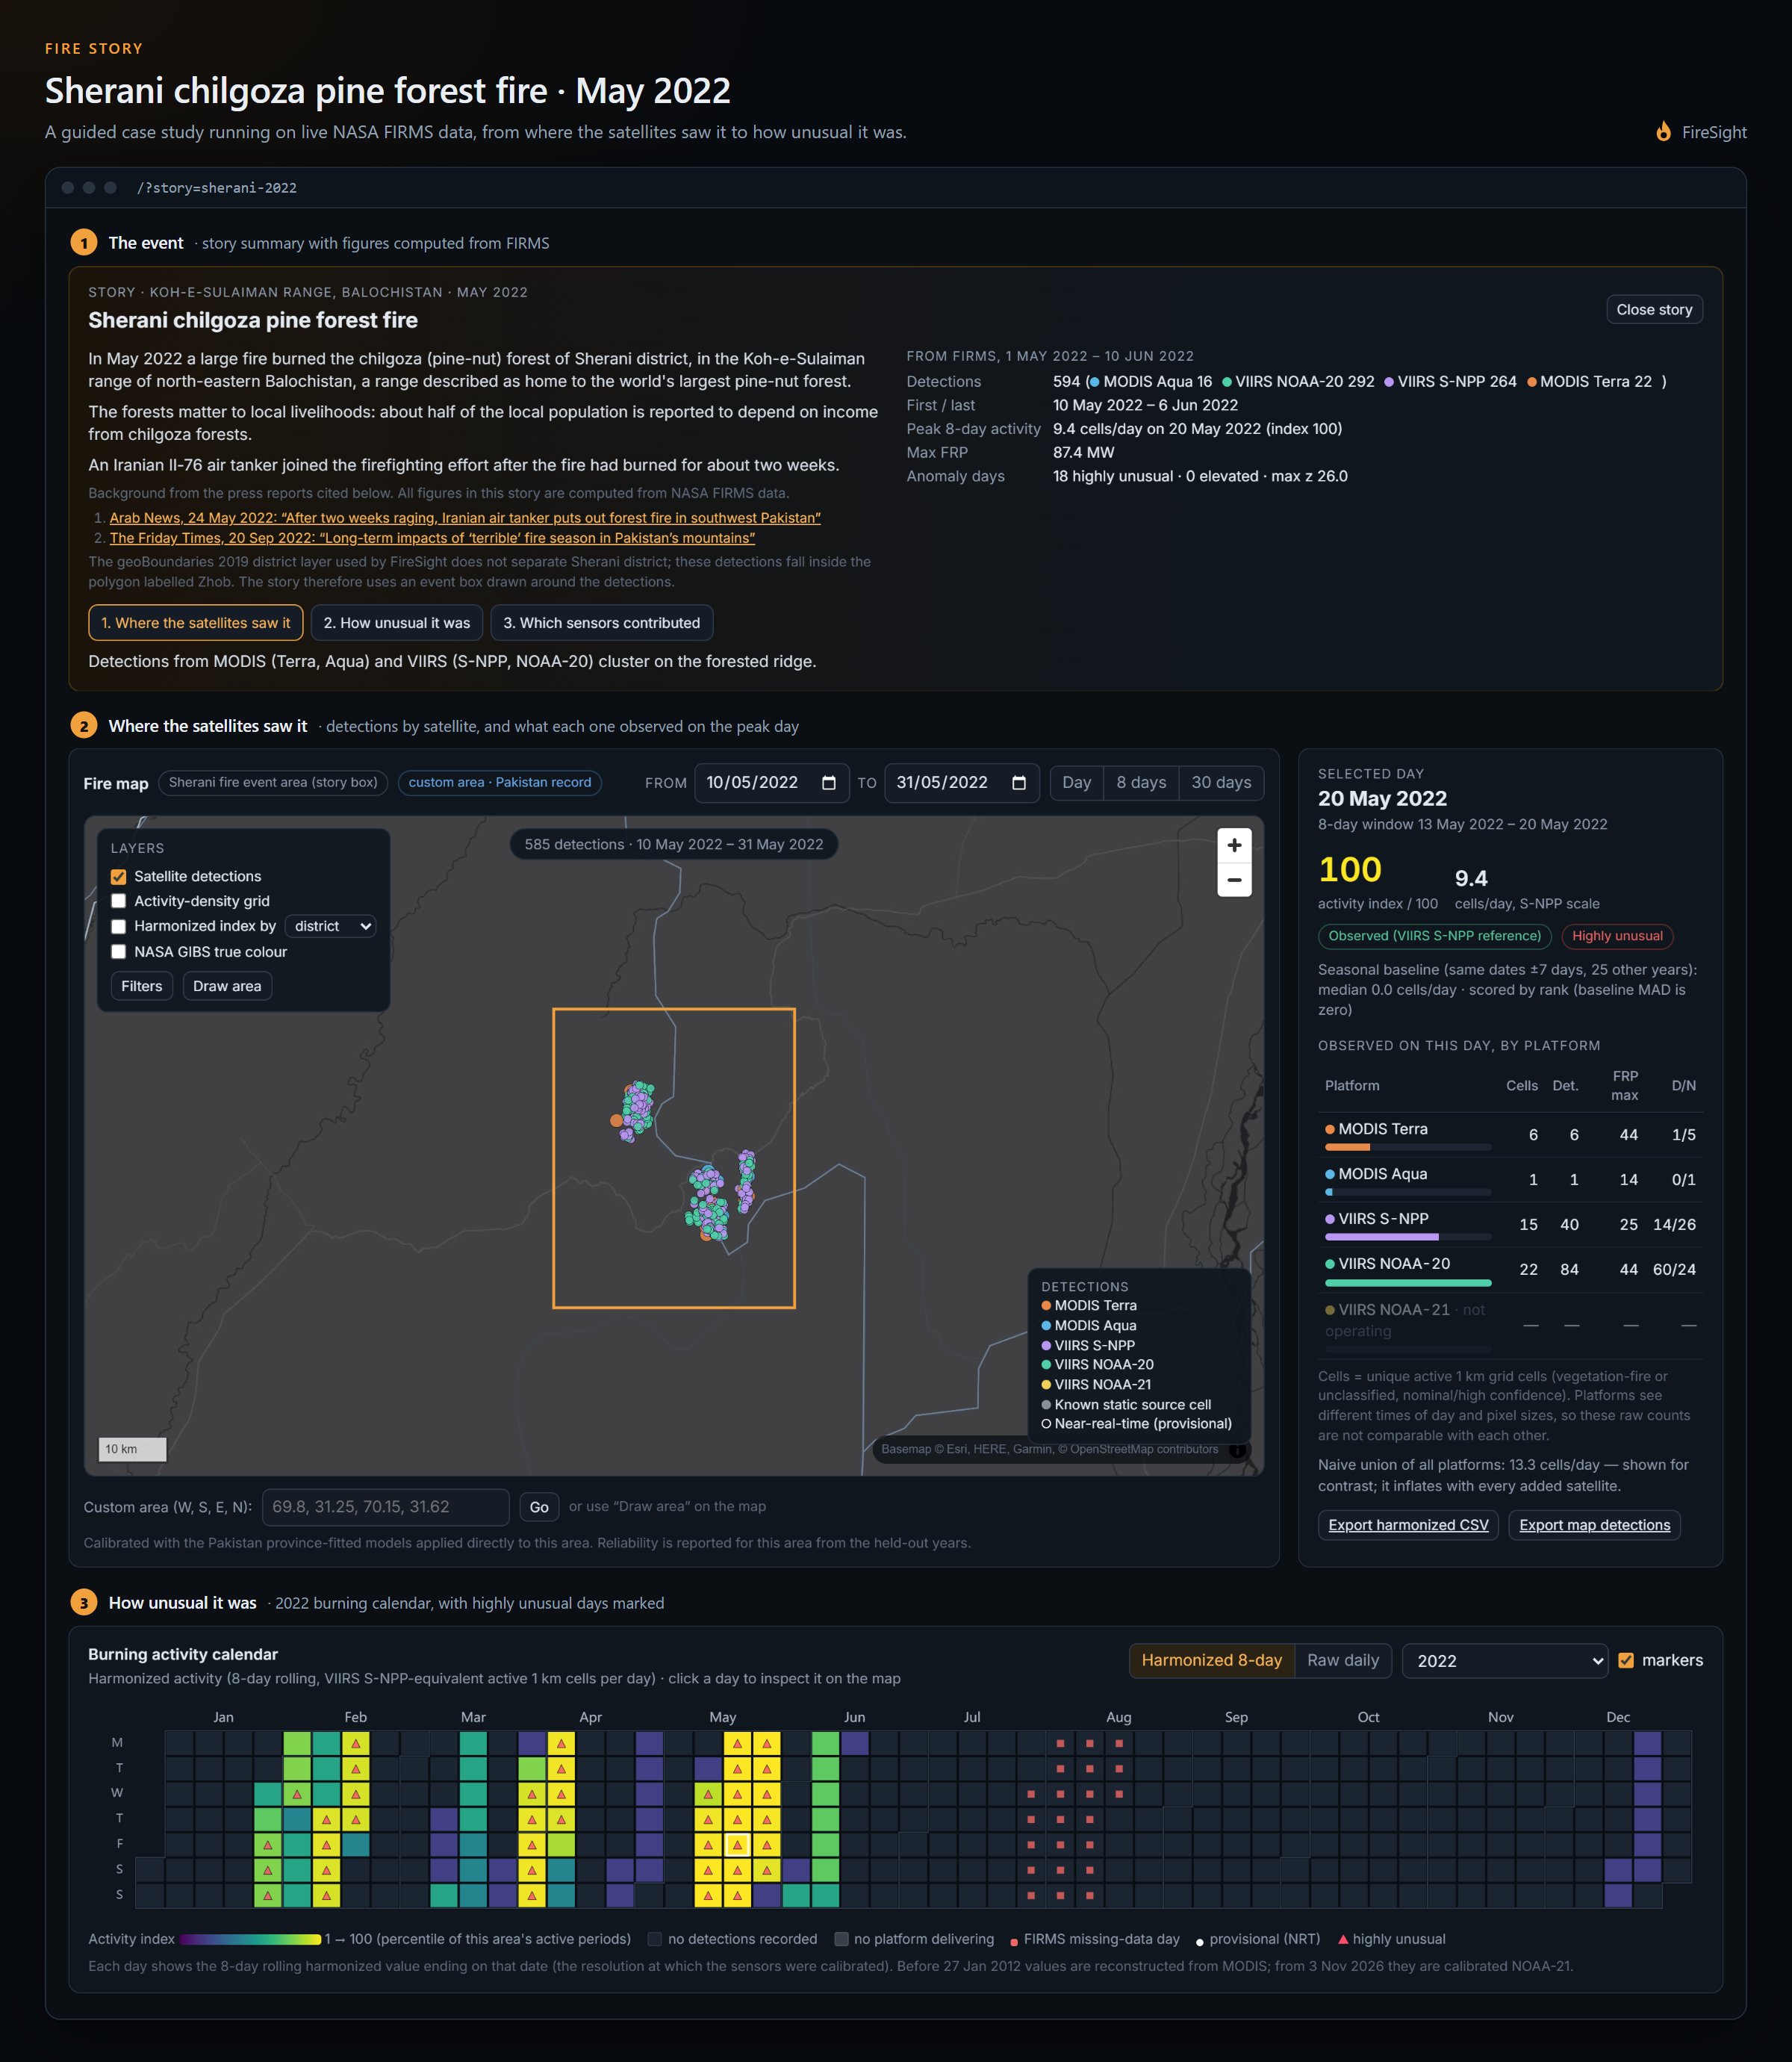 FIRE STORY
Sherani chilgoza pine forest fire · May 2022
A guided case study running on live NASA FIRMS data, from where the satellites saw it to how unusual it was.
FireSight
/?story=sherani-2022
1 The event · story summary with figures computed from FIRMS
STORY · KOH-E-SULAIMAN RANGE, BALOCHISTAN · MAY 2022
Sherani chilgoza pine forest fire
Close story
In May 2022 a large fire burned the chilgoza (pine-nut) forest of Sherani district, in the Koh-e-Sulaiman
range of north-eastern Balochistan, a range described as home to the world's largest pine-nut forest.
The forests matter to local livelihoods: about half of the local population is reported to depend on income
from chilgoza forests.
An Iranian Il-76 air tanker joined the firefighting effort after the fire had burned for about two weeks.
Background from the press reports cited below. All figures in this story are computed from NASA FIRMS data.
1. Arab News, 24 May 2022: “After two weeks raging, Iranian air tanker puts out forest fire in southwest Pakistan”
2. The Friday Times, 20 Sep 2022: “Long-term impacts of ‘terrible’ fire season in Pakistan’s mountains”
The geoBoundaries 2019 district layer used by FireSight does not separate Sherani district; these detections fall inside the
polygon labelled Zhob. The story therefore uses an event box drawn around the detections.
1. Where the satellites saw it
2. How unusual it was
3. Which sensors contributed
Detections from MODIS (Terra, Aqua) and VIIRS (S-NPP, NOAA-20) cluster on the forested ridge.
FROM FIRMS, 1 MAY 2022 – 10 JUN 2022
Detections 594 (MODIS Aqua 16 VIIRS NOAA-20 292 VIIRS S-NPP 264 MODIS Terra 22 )
First / last 10 May 2022 – 6 Jun 2022
Peak 8-day activity 9.4 cells/day on 20 May 2022 (index 100)
Max FRP 87.4 MW
Anomaly days 18 highly unusual · 0 elevated · max z 26.0
2 Where the satellites saw it · detections by satellite, and what each one observed on the peak day
Fire map Sherani fire event area (story box) custom area · Pakistan record FROM 10/05/2022 TO 31/05/2022 Day 8 days 30 days
LAYERS
Satellite detections
Activity-density grid
Harmonized index by district
NASA GIBS true colour
Filters Draw area
585 detections · 10 May 2022 – 31 May 2022
+
−
DETECTIONS
MODIS Terra
MODIS Aqua
VIIRS S-NPP
VIIRS NOAA-20
VIIRS NOAA-21
Known static source cell
Near-real-time (provisional)
10 km
Basemap © Esri, HERE, Garmin, © OpenStreetMap contributors
Custom area (W, S, E, N): 69.8, 31.25, 70.15, 31.62 Go or use “Draw area” on the map
Calibrated with the Pakistan province-fitted models applied directly to this area. Reliability is reported for this area from the held-out years.
SELECTED DAY
20 May 2022
8-day window 13 May 2022 – 20 May 2022
100 9.4
activity index / 100 cells/day, S-NPP scale
Observed (VIIRS S-NPP reference) Highly unusual
Seasonal baseline (same dates ±7 days, 25 other years):
median 0.0 cells/day · scored by rank (baseline MAD is
zero)
OBSERVED ON THIS DAY, BY PLATFORM
Platform Cells Det. FRP max D/N
MODIS Terra 6 6 44 1/5
MODIS Aqua 1 1 14 0/1
VIIRS S-NPP 15 40 25 14/26
VIIRS NOAA-20 22 84 44 60/24
VIIRS NOAA-21 · not operating — — — —
Cells = unique active 1 km grid cells (vegetation-fire or
unclassified, nominal/high confidence). Platforms see
different times of day and pixel sizes, so these raw counts
are not comparable with each other.
Naive union of all platforms: 13.3 cells/day — shown for
contrast; it inflates with every added satellite.
Export harmonized CSV Export map detections
3 How unusual it was · 2022 burning calendar, with highly unusual days marked
Burning activity calendar
Harmonized activity (8-day rolling, VIIRS S-NPP-equivalent active 1 km cells per day) · click a day to inspect it on the map
Harmonized 8-day Raw daily 2022 markers
Jan Feb Mar Apr May Jun Jul Aug Sep Oct Nov Dec
M
T
W
T
F
S
S
Activity index 1 → 100 (percentile of this area's active periods) no detections recorded no platform delivering FIRMS missing-data day provisional (NRT) highly unusual
Each day shows the 8-day rolling harmonized value ending on that date (the resolution at which the sensors were calibrated). Before 27 Jan 2012 values are reconstructed from MODIS; from 3 Nov 2026 they are calibrated NOAA-21.